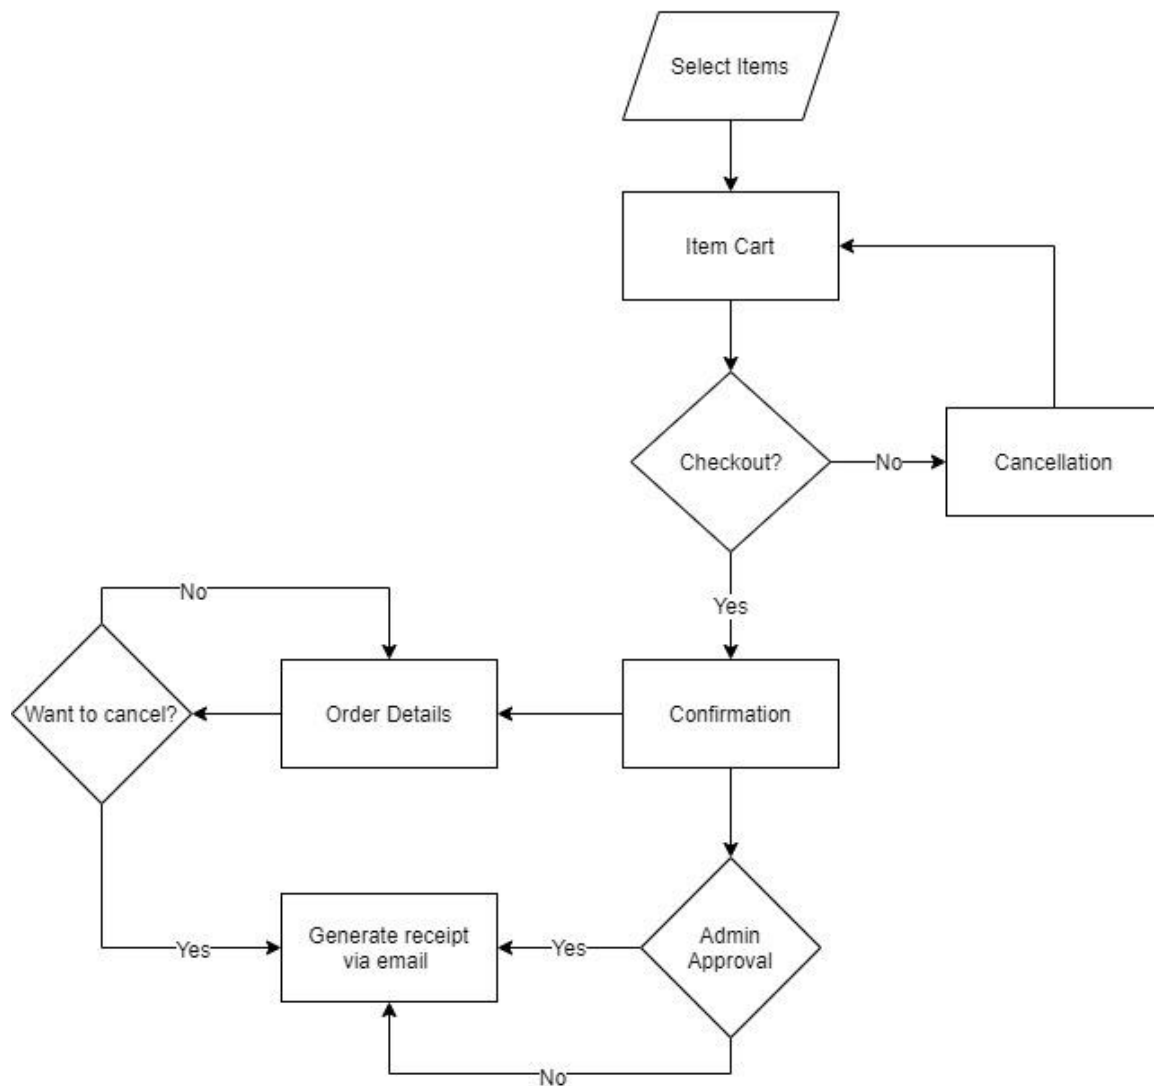 Select Items
Item Cart
Checkout?
No
Cancellation
Yes
No
Want to cancel?
Order Details
Confirmation
Yes
Generate receipt
via email
Yes
Admin
Approval
No